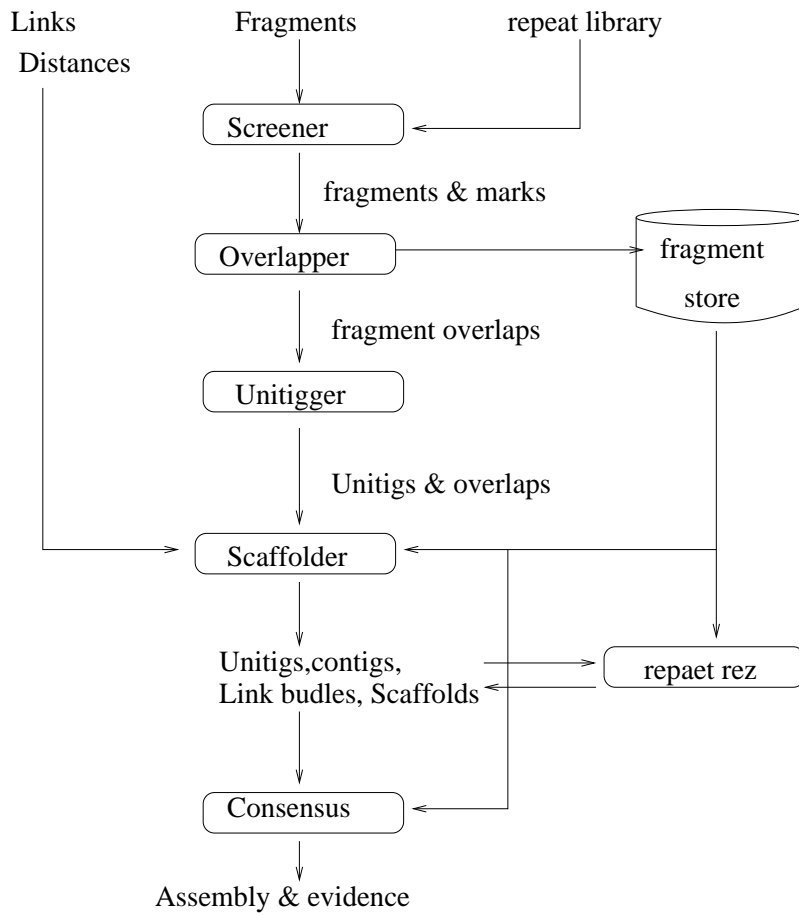 Links
Distances
Fragments
repeat library
Screener
fragments & marks
Overlapper
fragment
store
fragment overlaps
Unitigger
Unitigs & overlaps
Scaffolder
Unitigs,contigs,
Link budles, Scaffolds
repaet rez
Consensus
Assembly & evidence